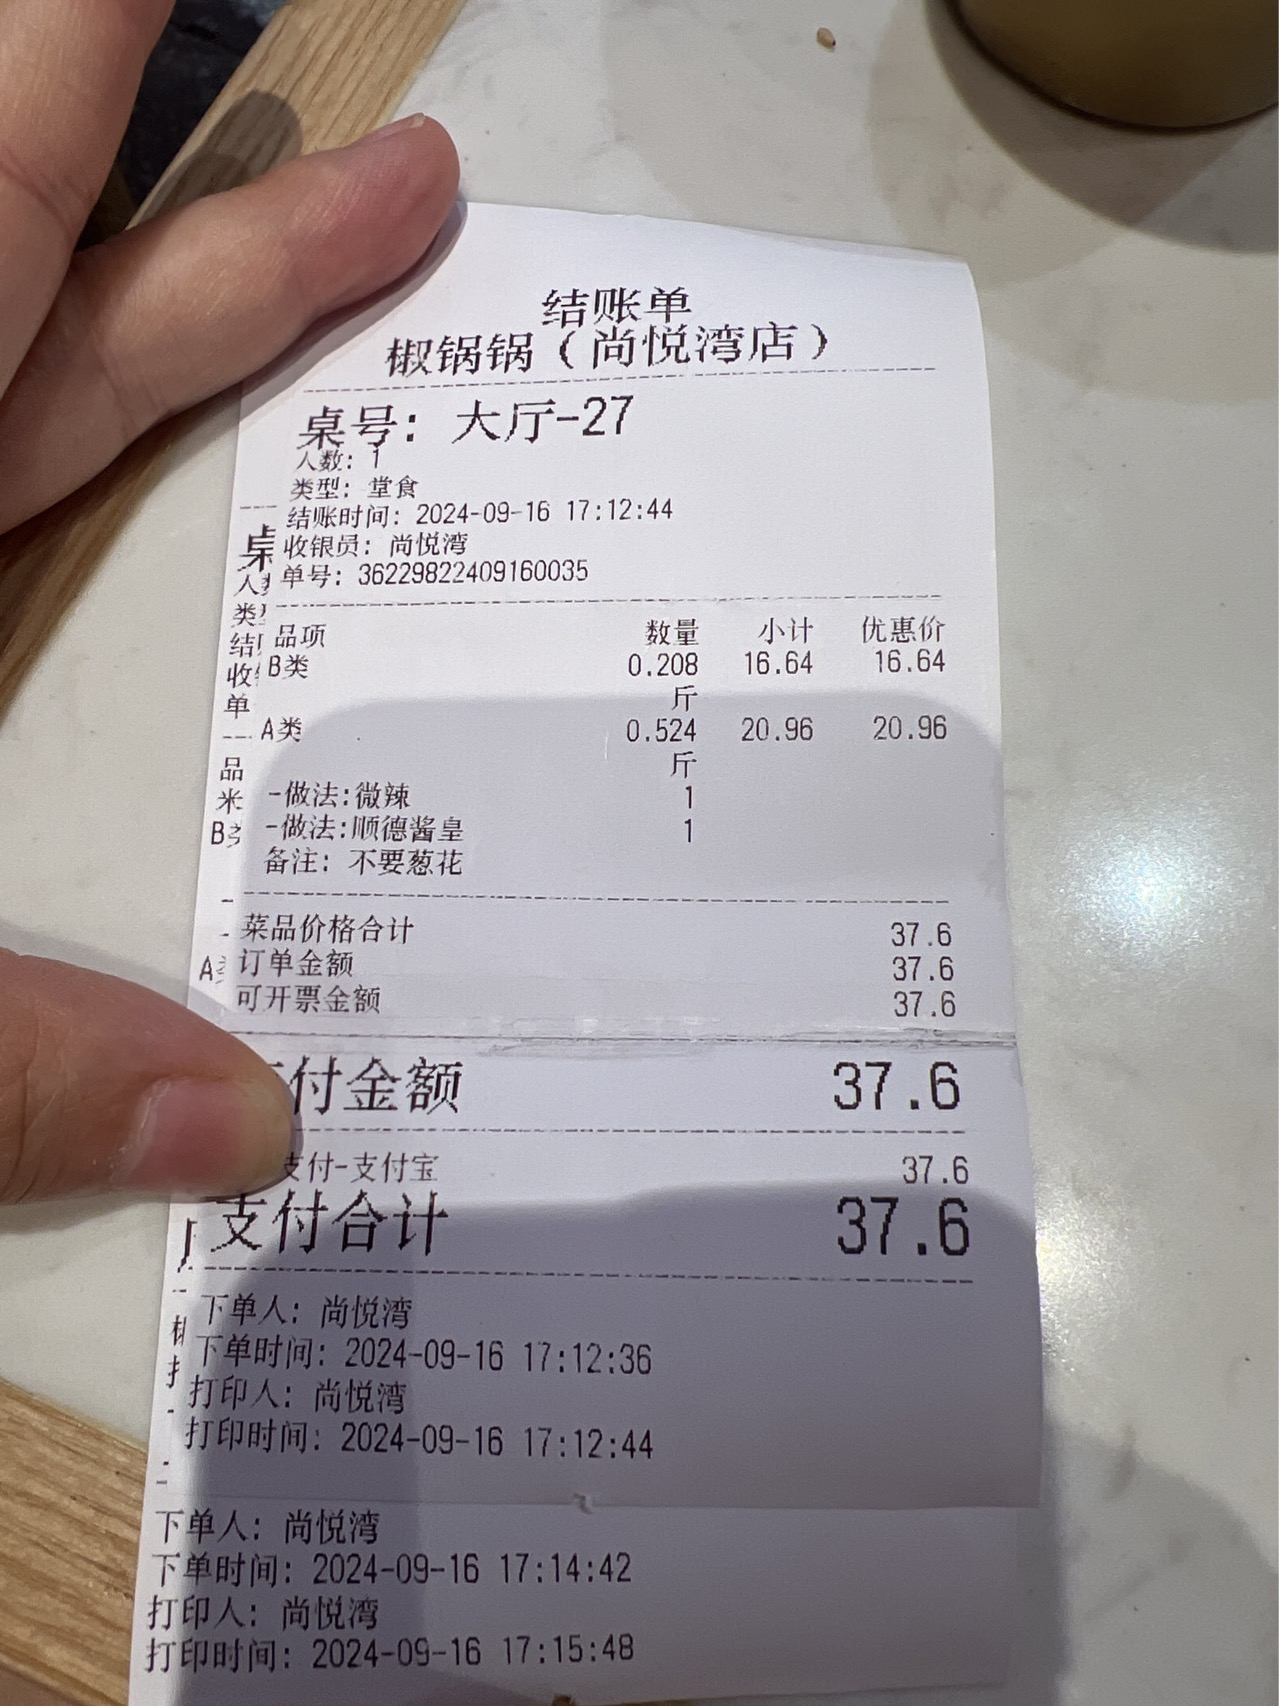 结账单
椒锅锅（尚悦湾店）
桌号: 大厅-27
人数: 1
类型: 堂食
结账时间: 2024-09-16 17:12:44
收银员: 尚悦湾
单号: 36229822409160035
品项 数量 小计 优惠价
B类 0.208 16.64 16.64
斤
A类 0.524 20.96 20.96
斤
-做法:微辣 1
-做法:顺德酱皇 1
备注: 不要葱花
菜品价格合计 37.6
订单金额 37.6
可开票金额 37.6
付金额 37.6
支付-支付宝 37.6
支付合计 37.6
下单人: 尚悦湾
下单时间: 2024-09-16 17:12:36
打印人: 尚悦湾
打印时间: 2024-09-16 17:12:44
下单人: 尚悦湾
下单时间: 2024-09-16 17:14:42
打印人: 尚悦湾
打印时间: 2024-09-16 17:15:48
桌
人
类
结
收
单
品
米
B
A